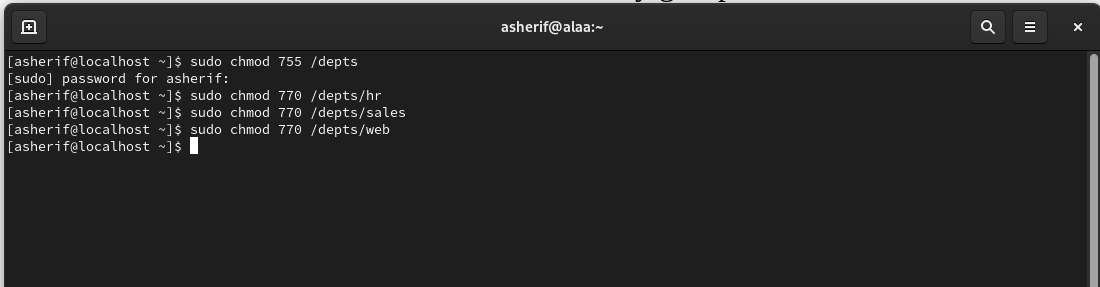 asherif@alaa:~
[asherif@localhost ~]$ sudo chmod 755 /depts
[sudo] password for asherif:
[asherif@localhost ~]$ sudo chmod 770 /depts/hr
[asherif@localhost ~]$ sudo chmod 770 /depts/sales
[asherif@localhost ~]$ sudo chmod 770 /depts/web
[asherif@localhost ~]$